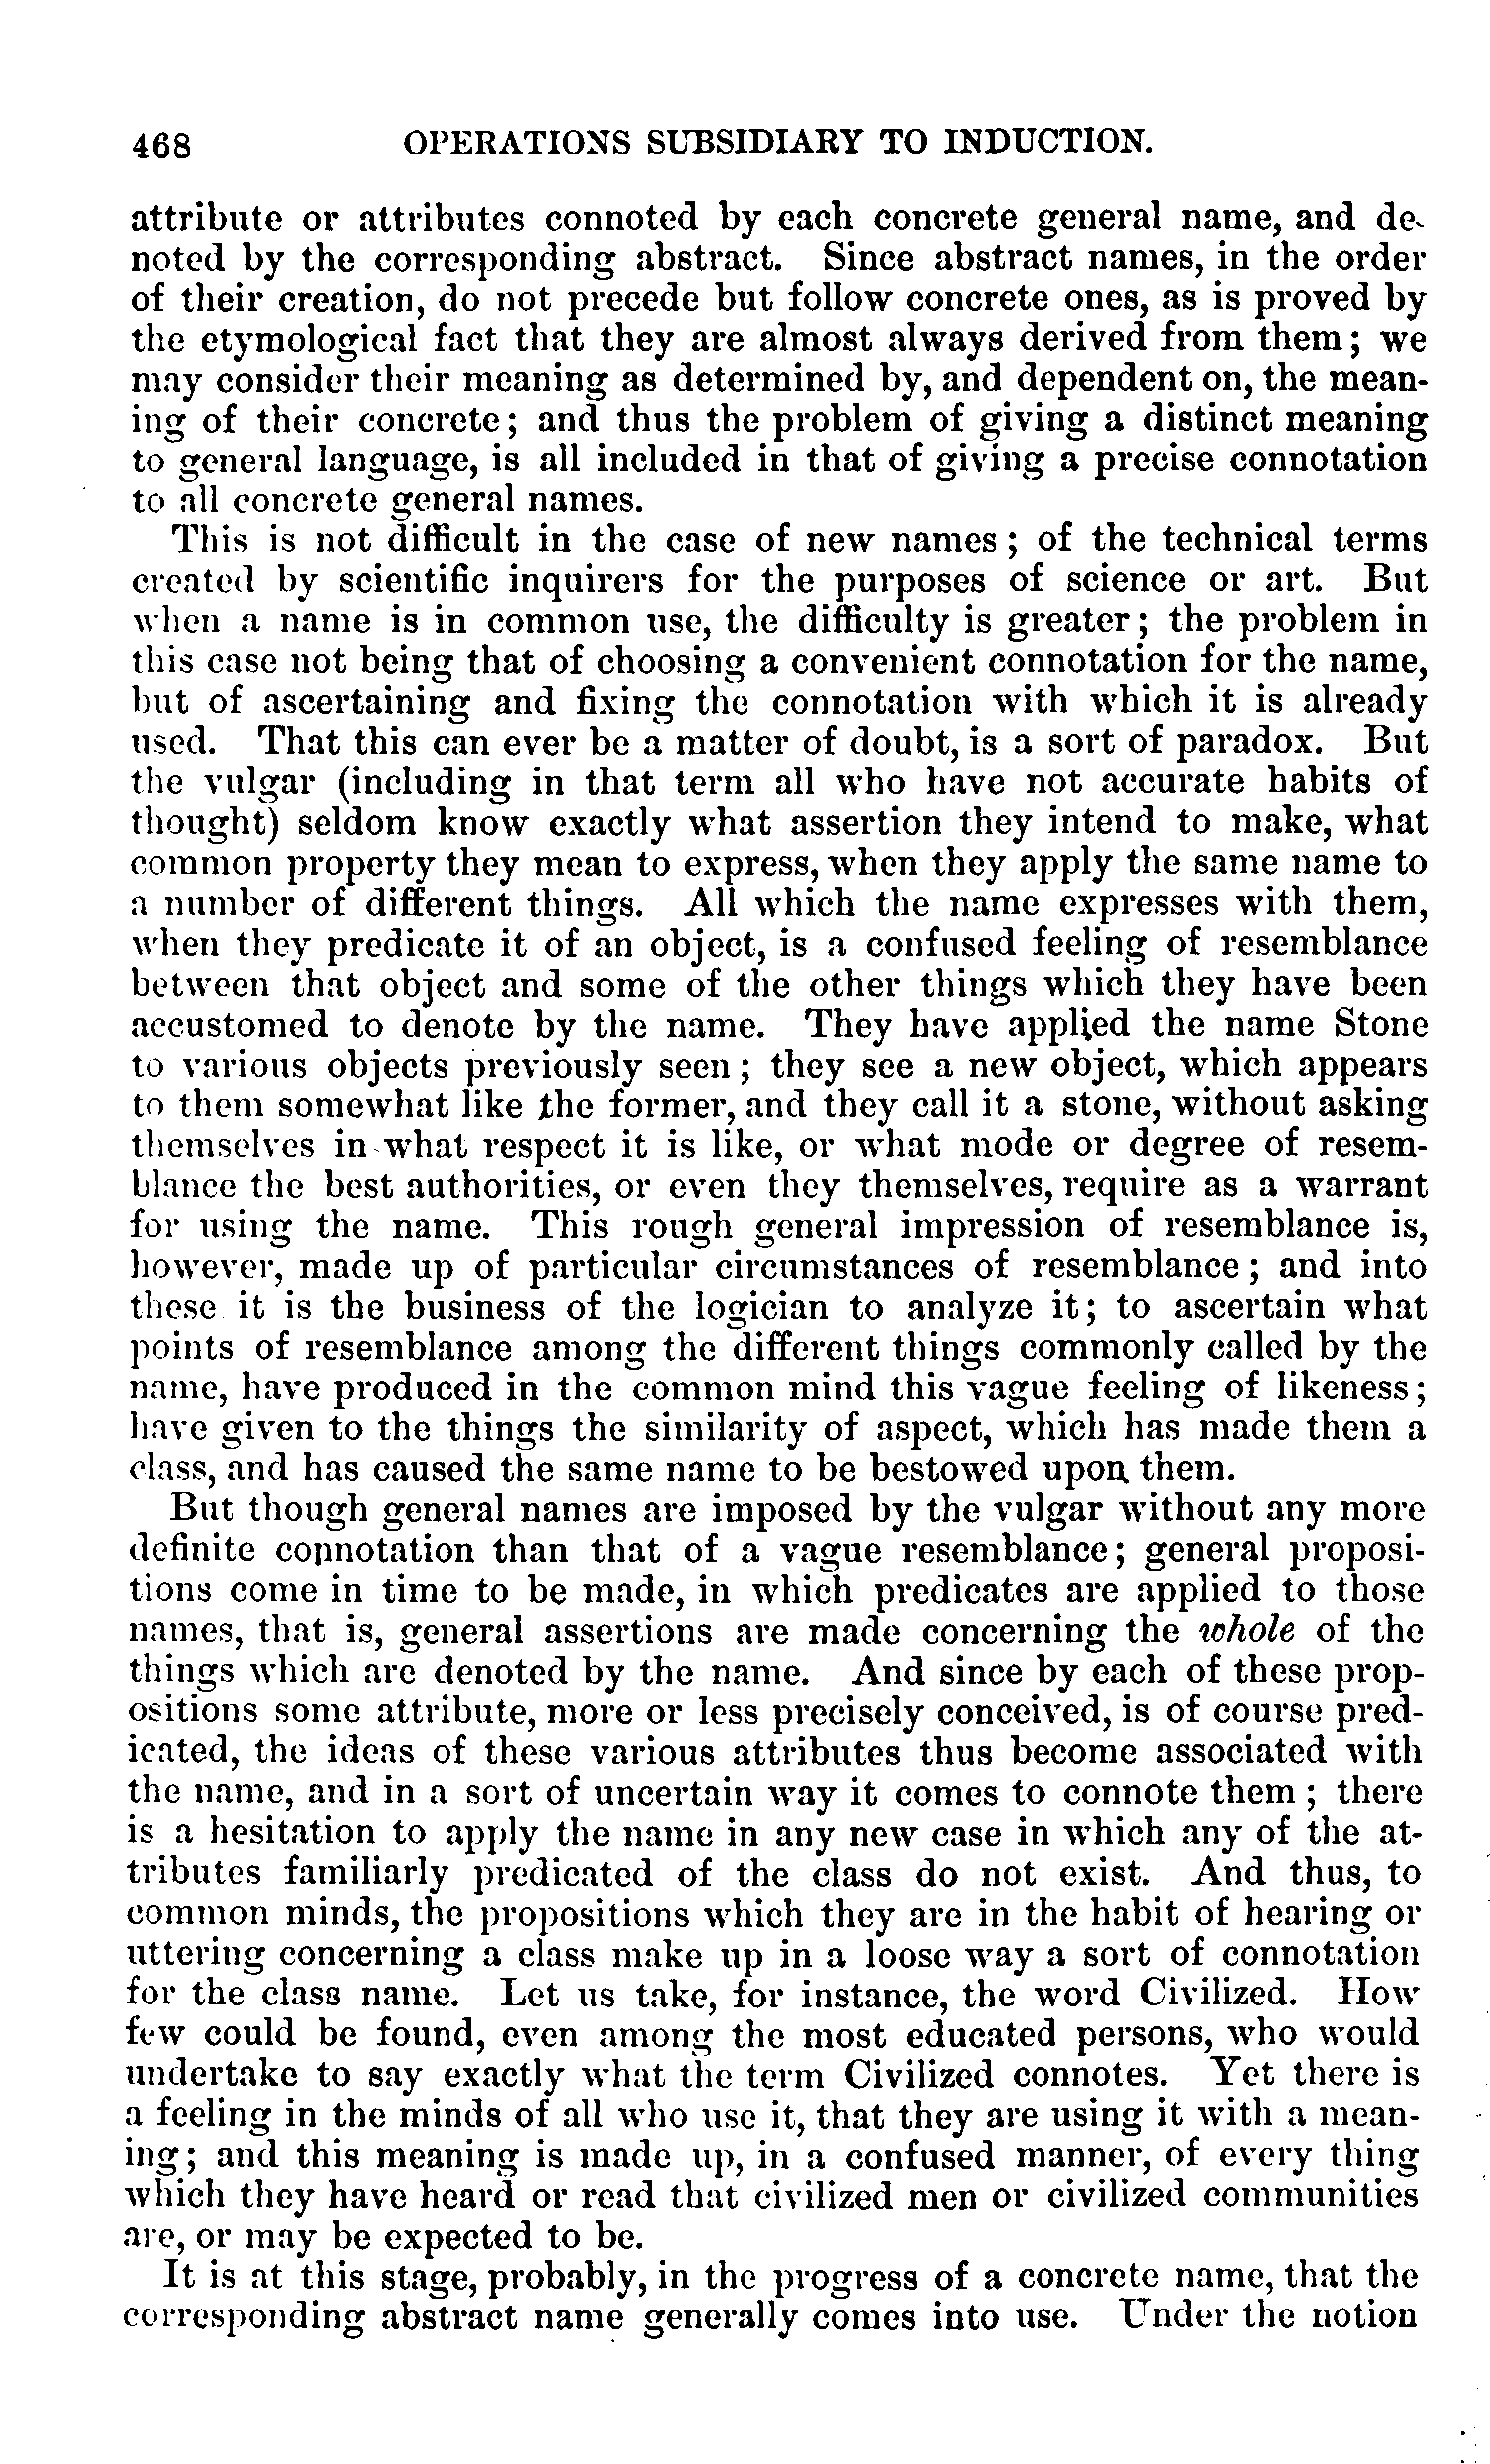 468 OPERATIONS SUBSIDIARY TO INDUCTION.
attribute or attributes connoted by each concrete general name, and de-
noted by the corresponding abstract. Since abstract names, in the order
of their creation, do not precede but follow concrete ones, as is proved by
the etymological fact that they are almost always derived from them; we
may consider their meaning as determined by, and dependent on, the mean-
ing of their concrete; and thus the problem of giving a distinct meaning
to general language, is all included in that of giving a precise connotation
to all concrete general names.
This is not difficult in the case of new names; of the technical terms
created by scientific inquirers for the purposes of science or art. But
when a name is in common use, the difficulty is greater; the problem in
this case not being that of choosing a convenient connotation for the name,
but of ascertaining and fixing the connotation with which it is already
used. That this can ever be a matter of doubt, is a sort of paradox. But
the vulgar (including in that term all who have not accurate habits of
thought) seldom know exactly what assertion they intend to make, what
common property they mean to express, when they apply the same name to
a number of different things. All which the name expresses with them,
when they predicate it of an object, is a confused feeling of resemblance
between that object and some of the other things which they have been
accustomed to denote by the name. They have applied the name Stone
to various objects previously seen; they see a new object, which appears
to them somewhat like the former, and they call it a stone, without asking
themselves in what respect it is like, or what mode or degree of resem-
blance the best authorities, or even they themselves, require as a warrant
for using the name. This rough general impression of resemblance is,
however, made up of particular circumstances of resemblance; and into
these it is the business of the logician to analyze it; to ascertain what
points of resemblance among the different things commonly called by the
name, have produced in the common mind this vague feeling of likeness;
have given to the things the similarity of aspect, which has made them a
class, and has caused the same name to be bestowed upon them.
But though general names are imposed by the vulgar without any more
definite connotation than that of a vague resemblance; general proposi-
tions come in time to be made, in which predicates are applied to those
names, that is, general assertions are made concerning the whole of the
things which are denoted by the name. And since by each of these prop-
ositions some attribute, more or less precisely conceived, is of course pred-
icated, the ideas of these various attributes thus become associated with
the name, and in a sort of uncertain way it comes to connote them; there
is a hesitation to apply the name in any new case in which any of the at-
tributes familiarly predicated of the class do not exist. And thus, to
common minds, the propositions which they are in the habit of hearing or
uttering concerning a class make up in a loose way a sort of connotation
for the class name. Let us take, for instance, the word Civilized. How
few could be found, even among the most educated persons, who would
undertake to say exactly what the term Civilized connotes. Yet there is
a feeling in the minds of all who use it, that they are using it with a mean-
ing; and this meaning is made up, in a confused manner, of every thing
which they have heard or read that civilized men or civilized communities
are, or may be expected to be.
It is at this stage, probably, in the progress of a concrete name, that the
corresponding abstract name generally comes into use. Under the notion